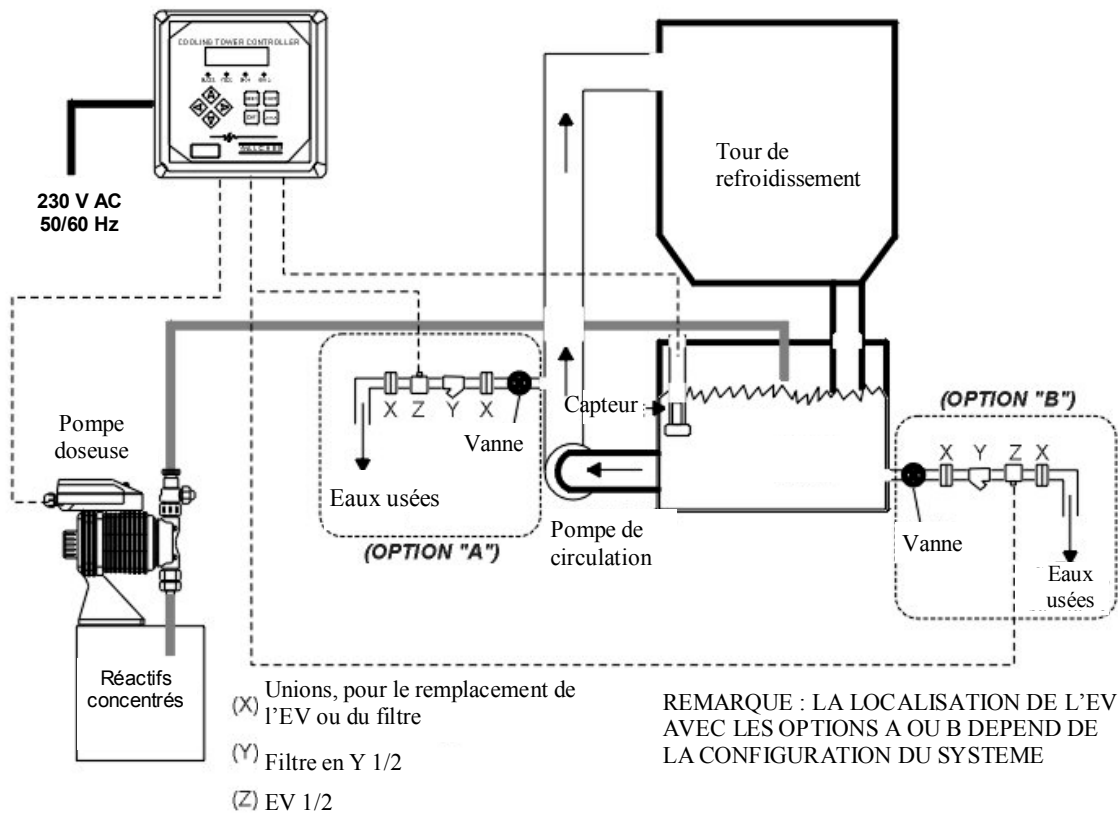 COOLING TOWER CONTROLLER
230 V AC
50/60 Hz
Tour de
refroidissement
Capteur
Vanne
X Z Y X
Eaux usées
(OPTION "A")
Pompe de
circulation
(OPTION "B")
X Y Z X
Vanne
Eaux
usées
Pompe
doseuse
Réactifs
concentrés
(X) Unions, pour le remplacement de
l'EV ou du filtre
(Y) Filtre en Y 1/2
(Z) EV 1/2
REMARQUE : LA LOCALISATION DE L'EV
AVEC LES OPTIONS A OU B DEPEND DE
LA CONFIGURATION DU SYSTEME